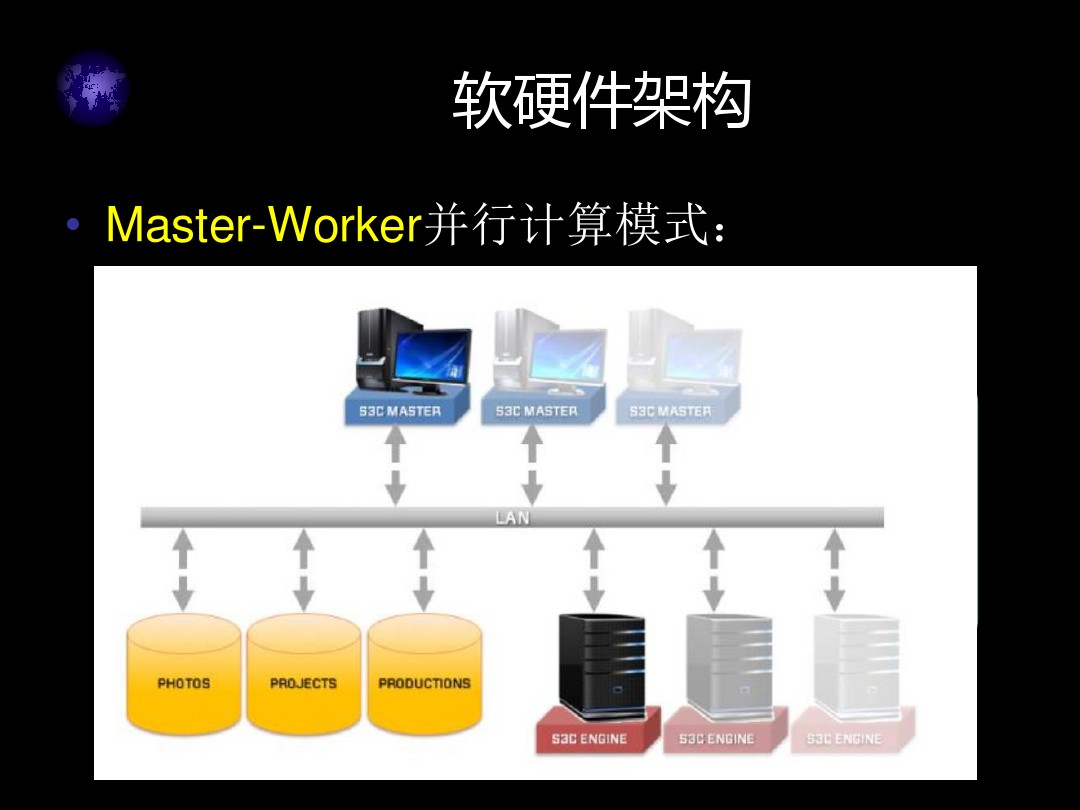 软硬件架构
• Master-Worker并行计算模式：
S3C MASTER S3C MASTER S3C MASTER
LAN
PHOTOS PROJECTS PRODUCTIONS
S3C ENGINE S3C ENGINE S3C ENGINE